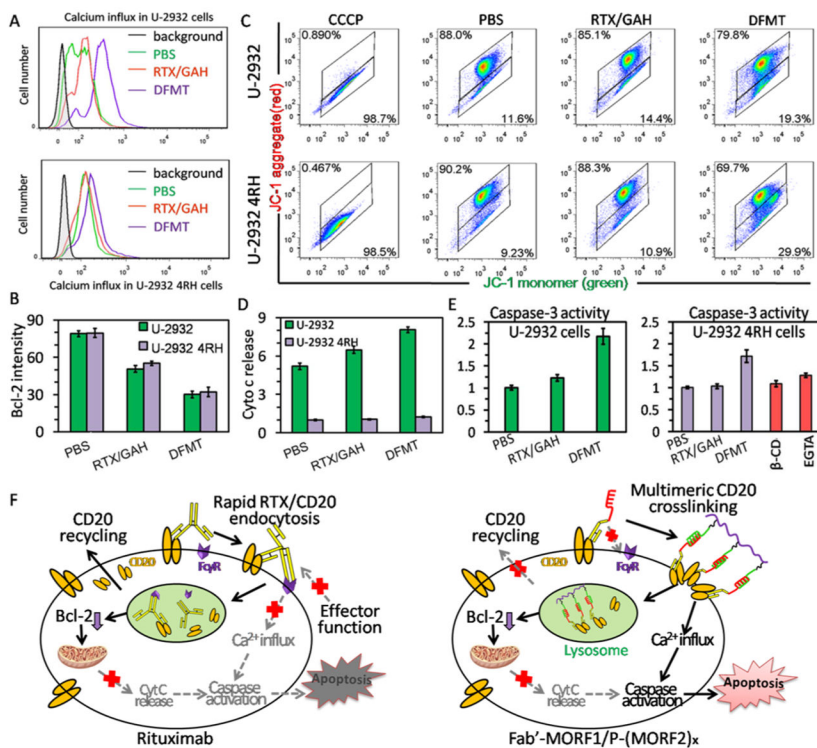 A
Calcium influx in U-2932 cells
Cell number
background
PBS
RTX/GAH
DFMT
10²
10³
10⁴
10⁵
Cell number
background
PBS
RTX/GAH
DFMT
0
10²
10³
10⁴
10⁵
Calcium influx in U-2932 4RH cells
C
CCCP
PBS
RTX/GAH
DFMT
U-2932
0.890%
98.7%
88.0%
11.6%
85.1%
14.4%
79.8%
19.3%
U-2932 4RH
0.467%
98.5%
90.2%
9.23%
88.3%
10.9%
69.7%
29.9%
JC-1 aggregate(red)
JC-1 monomer (green)
B
Bcl-2 intensity
90
60
30
0
U-2932
U-2932 4RH
PBS
RTX/GAH
DFMT
D
Cyto c release
9
6
3
0
U-2932
U-2932 4RH
PBS
RTX/GAH
DFMT
E
Caspase-3 activity
U-2932 cells
2.5
2
1.5
1
PBS
RTX/GAH
DFMT
Caspase-3 activity
U-2932 4RH cells
2.5
2
1.5
1
PBS
RTX/GAH
DFMT
β-CD
EGTA
F
CD20
recycling
Rapid RTX/CD20
endocytosis
CD20
FcγR
Effector
function
Bcl-2
Ca²⁺influx
CytC
release
Caspase
activation
Apoptosis
Rituximab
CD20
recycling
Multimeric CD20
crosslinking
CD20
FcγR
Bcl-2
Lysosome
Ca²⁺influx
CytC
release
Caspase
activation
Apoptosis
Fab'-MORF1/P-(MORF2)ₓ